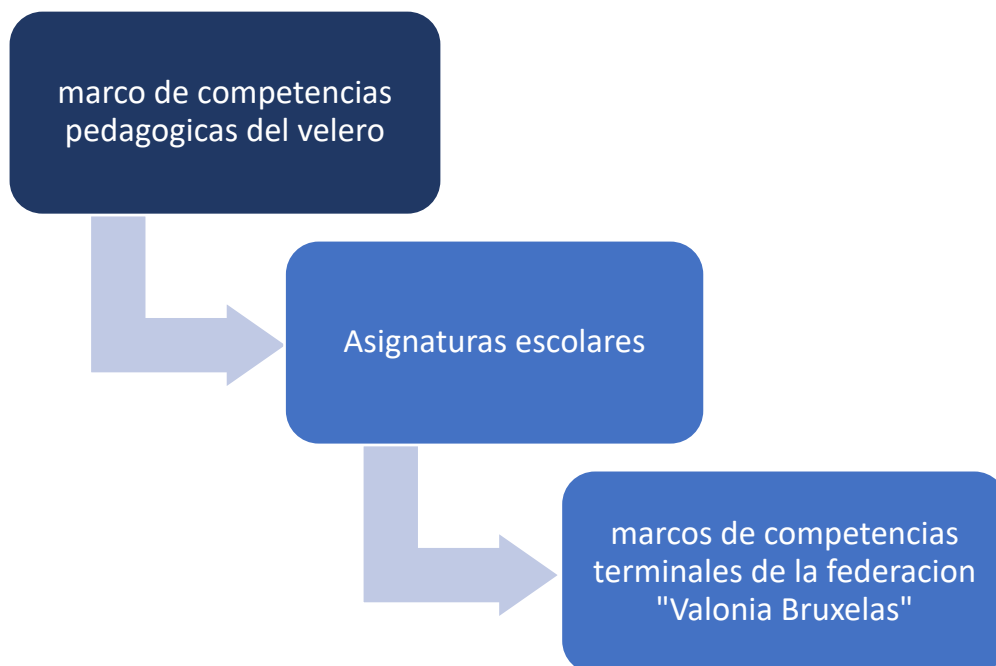 marco de competencias
pedagogicas del velero
Asignaturas escolares
marcos de competencias
terminales de la federacion
"Valonia Bruxelas"